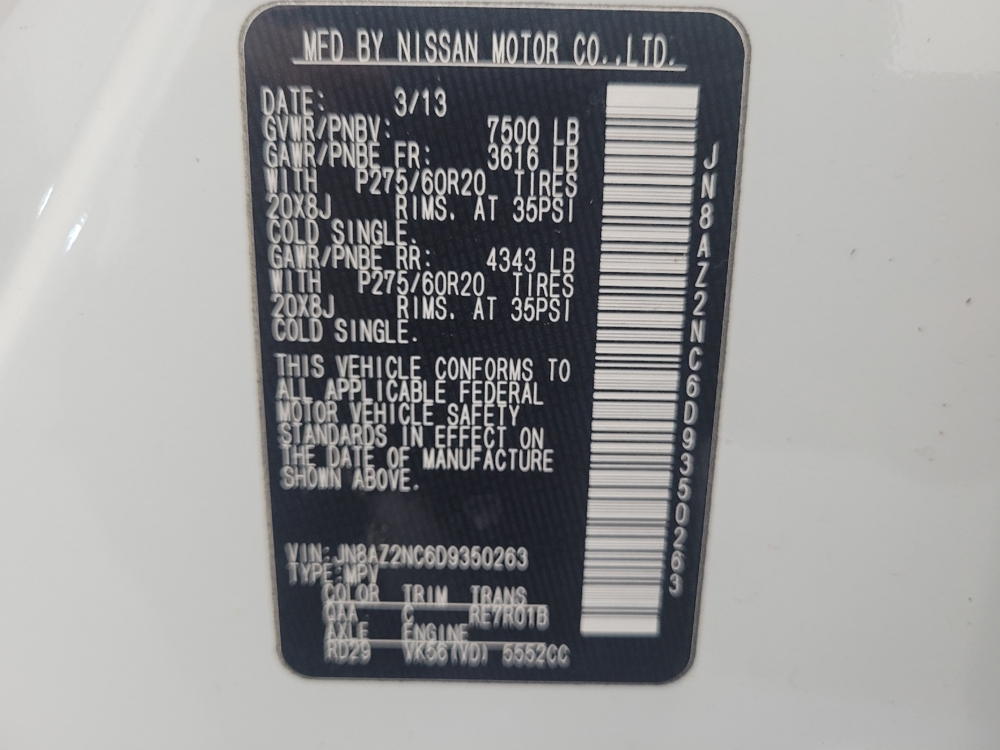 MFD BY NISSAN MOTOR CO.,LTD.
DATE: 3/13
GVWR/PNBV: 7500 LB
GAWR/PNBE FR: 3616 LB
WITH P275/60R20 TIRES
20X8J RIMS. AT 35PSI
COLD SINGLE.
GAWR/PNBE RR: 4343 LB
WITH P275/60R20 TIRES
20X8J RIMS. AT 35PSI
COLD SINGLE.
THIS VEHICLE CONFORMS TO
ALL APPLICABLE FEDERAL
MOTOR VEHICLE SAFETY
STANDARDS IN EFFECT ON
THE DATE OF MANUFACTURE
SHOWN ABOVE.
VIN:JN8AZ2NC6D9350263
TYPE:MPV
COLOR TRIM TRANS
QAA C RE7R01B
AXLE ENGINE
RD29 VK56(VD) 5552CC
JN8AZ2NC6D9350263